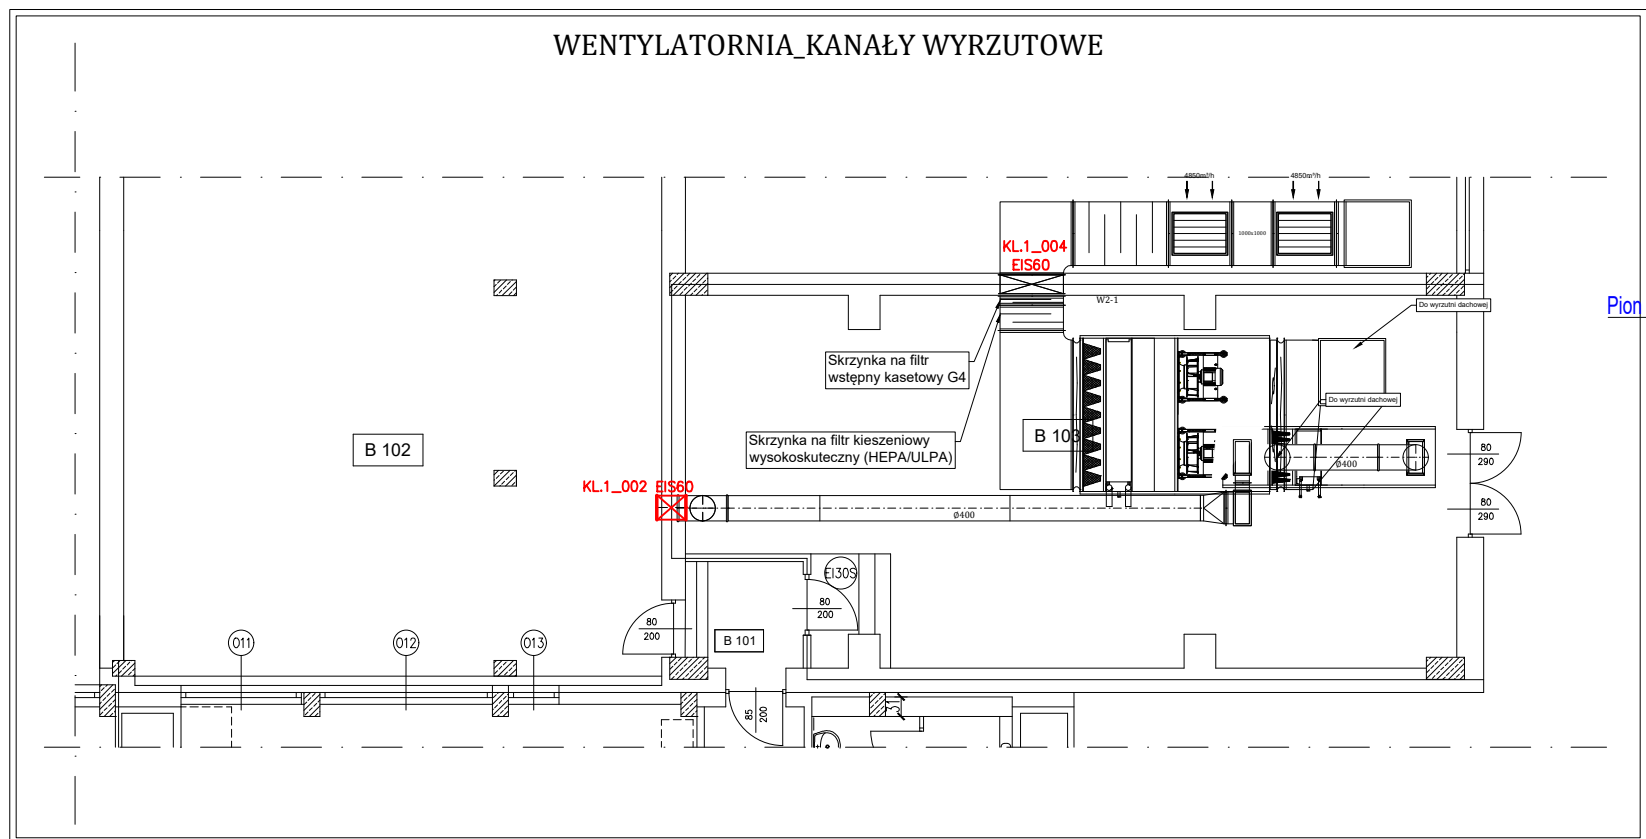 WENTYLATORNIA_KANAŁY WYRZUTOWE
4850m³/h
4850m³/h
1000x1000
KL.1_004
EIS60
W2-1
Do wyrzutni dachowej
Pion
Skrzynka na filtr
wstępny kasetowy G4
Do wyrzutni dachowej
Skrzynka na filtr kieszeniowy
wysokoskuteczny (HEPA/ULPA)
B 103
B 102
80
290
Ø400
KL.1_002 EIS60
80
290
Ø400
EI30S
80
200
80
200
B 101
011
012
013
85
200
31